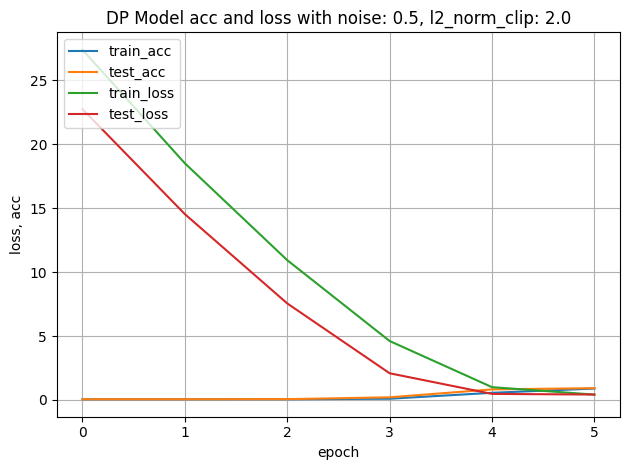 DP Model acc and loss with noise: 0.5, l2_norm_clip: 2.0
train_acc
test_acc
train_loss
test_loss
25
20
15
10
5
0
loss, acc
0 1 2 3 4 5
epoch